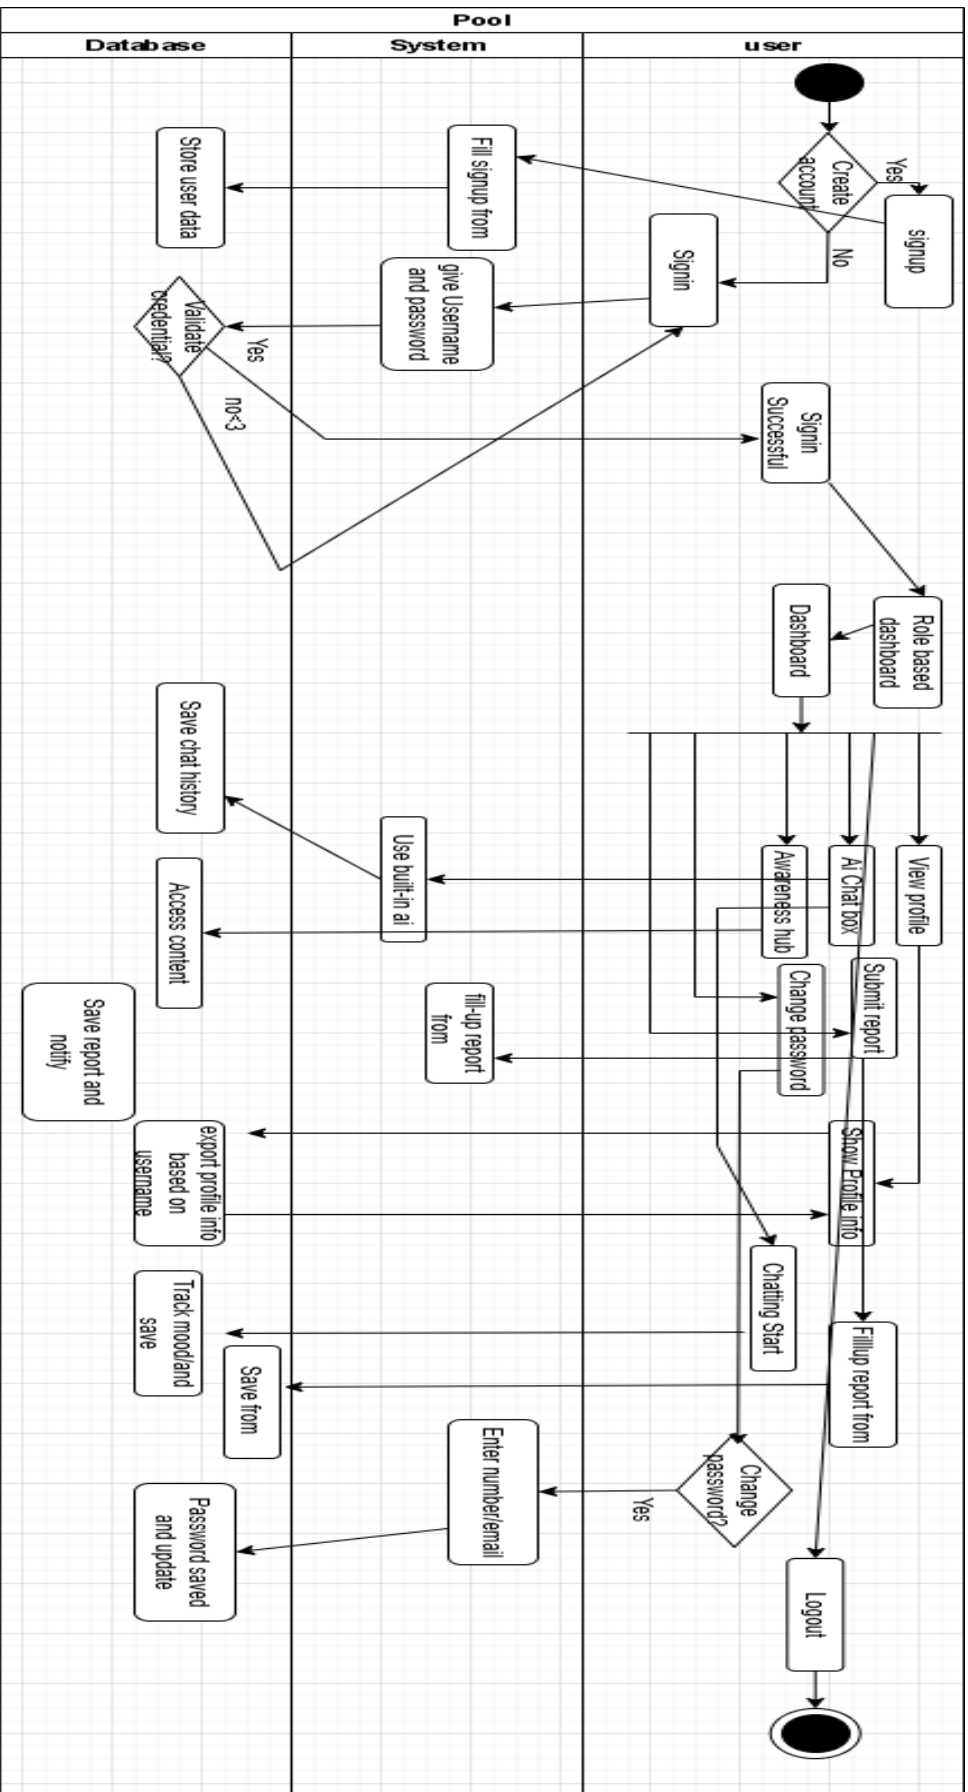 Pool
Database
System
user
Create
account
Yes
signup
No
Fill signup from
Store user data
Signin
give Username
and password
Validate
credential?
Yes
no<3
Signin
Successful
Role based
dashboard
Dashboard
View profile
Ai Chat box
Awareness hub
Use built-in ai
Save chat history
Access content
Submit report
Change password
fill-up report
from
Save report and
notify
Show Profile info
export profile info
based on
username
Chatting Start
Track mood/and
save
Filllup report from
Save from
Change
password?
Yes
Enter number/email
Password saved
and update
Logout